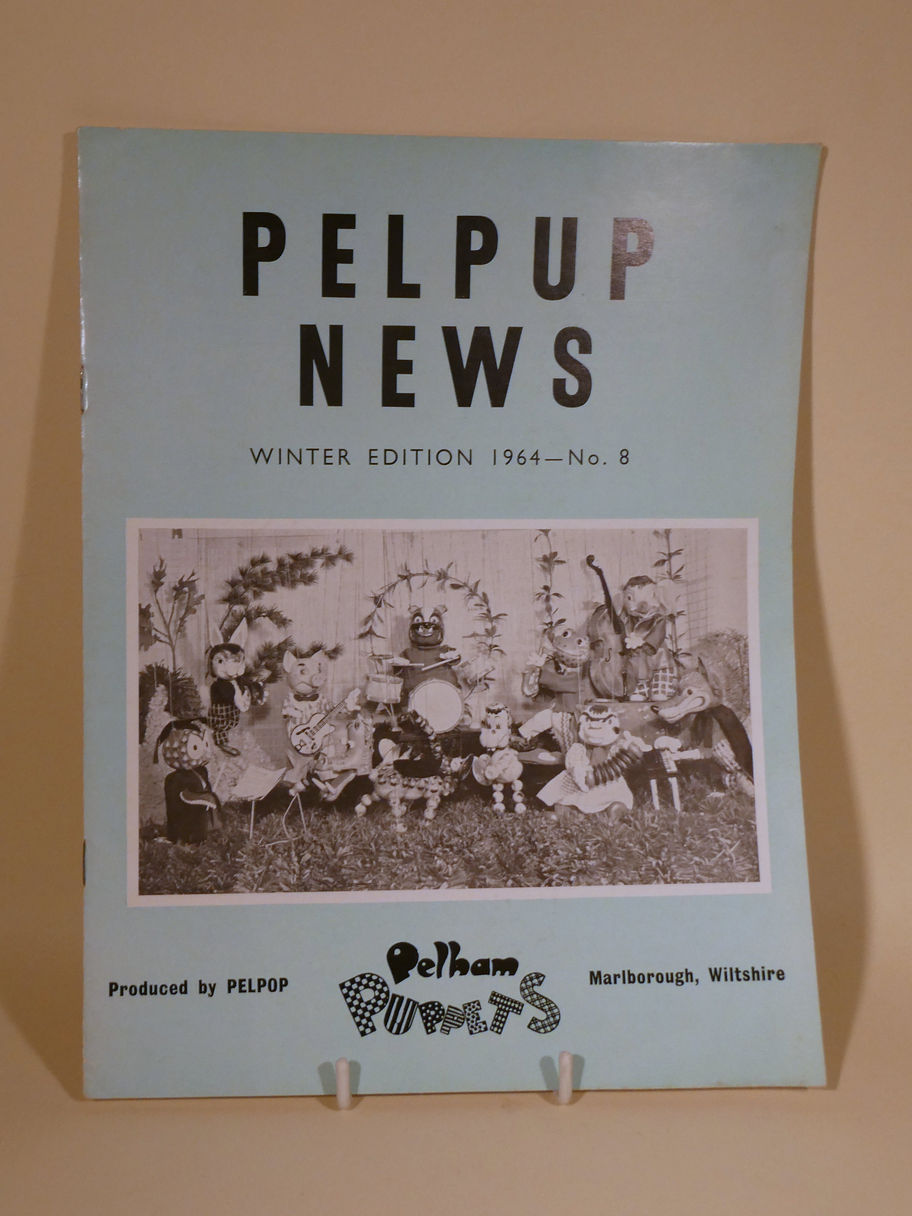 PELPUP
NEWS
WINTER EDITION 1964—No. 8
Produced by PELPOP
Pelham
PUPPETS
Marlborough, Wiltshire